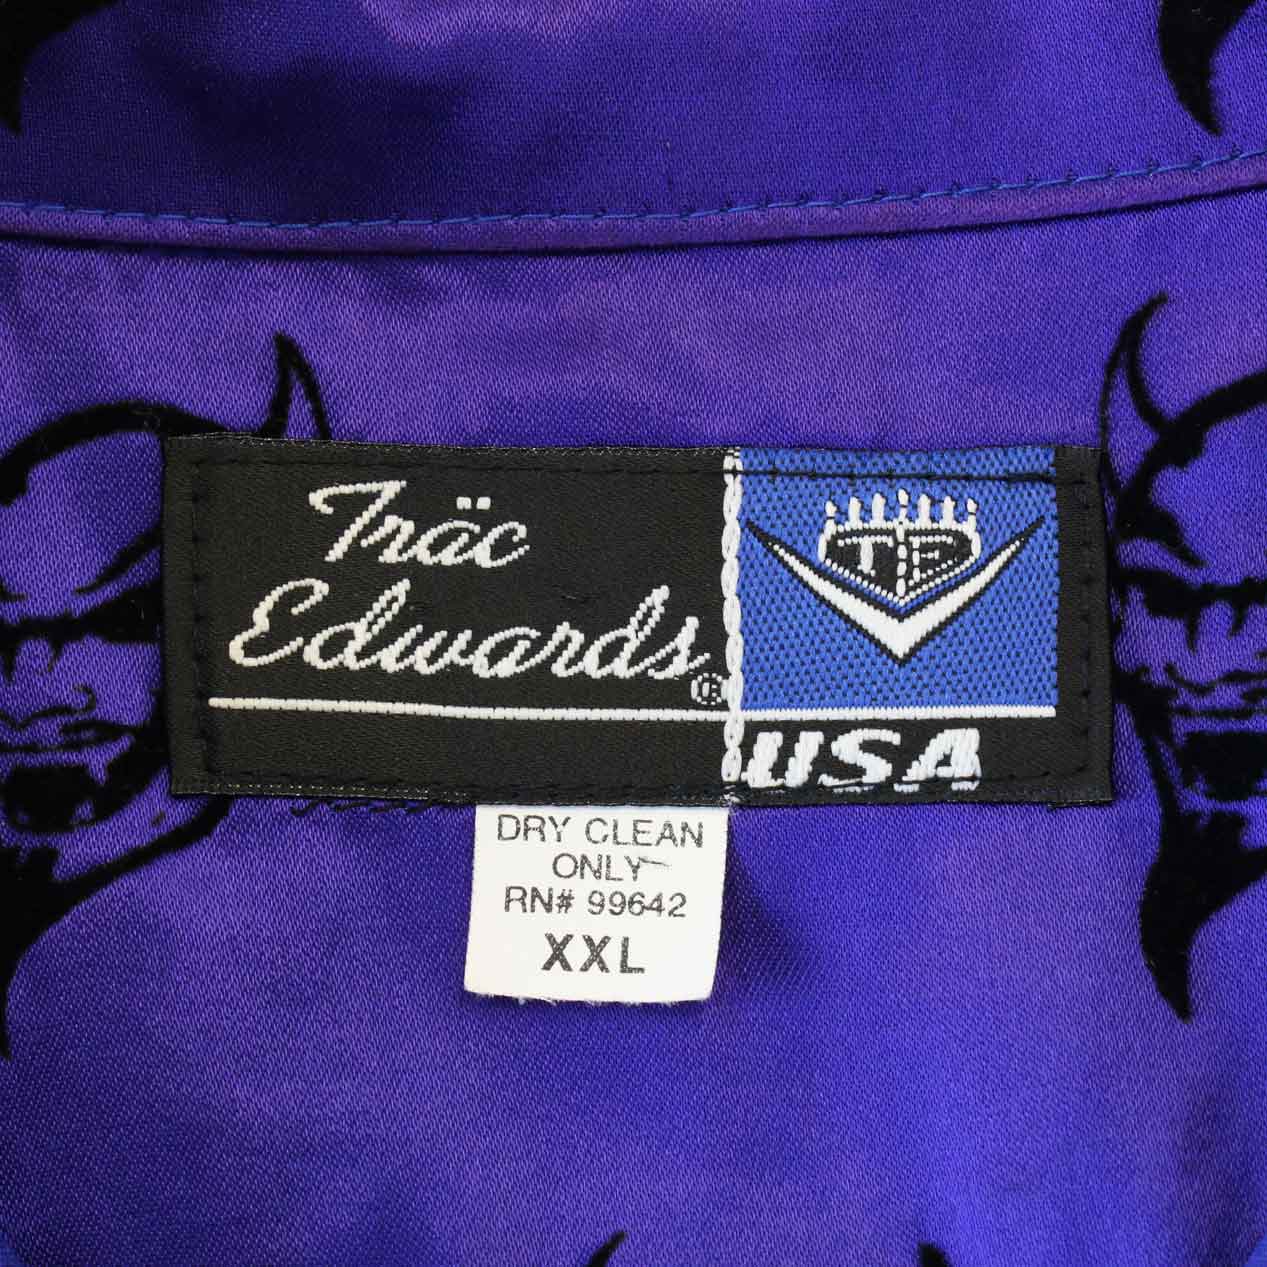 Träc
Edwards®
TE
USA
DRY CLEAN
ONLY
RN# 99642
XXL